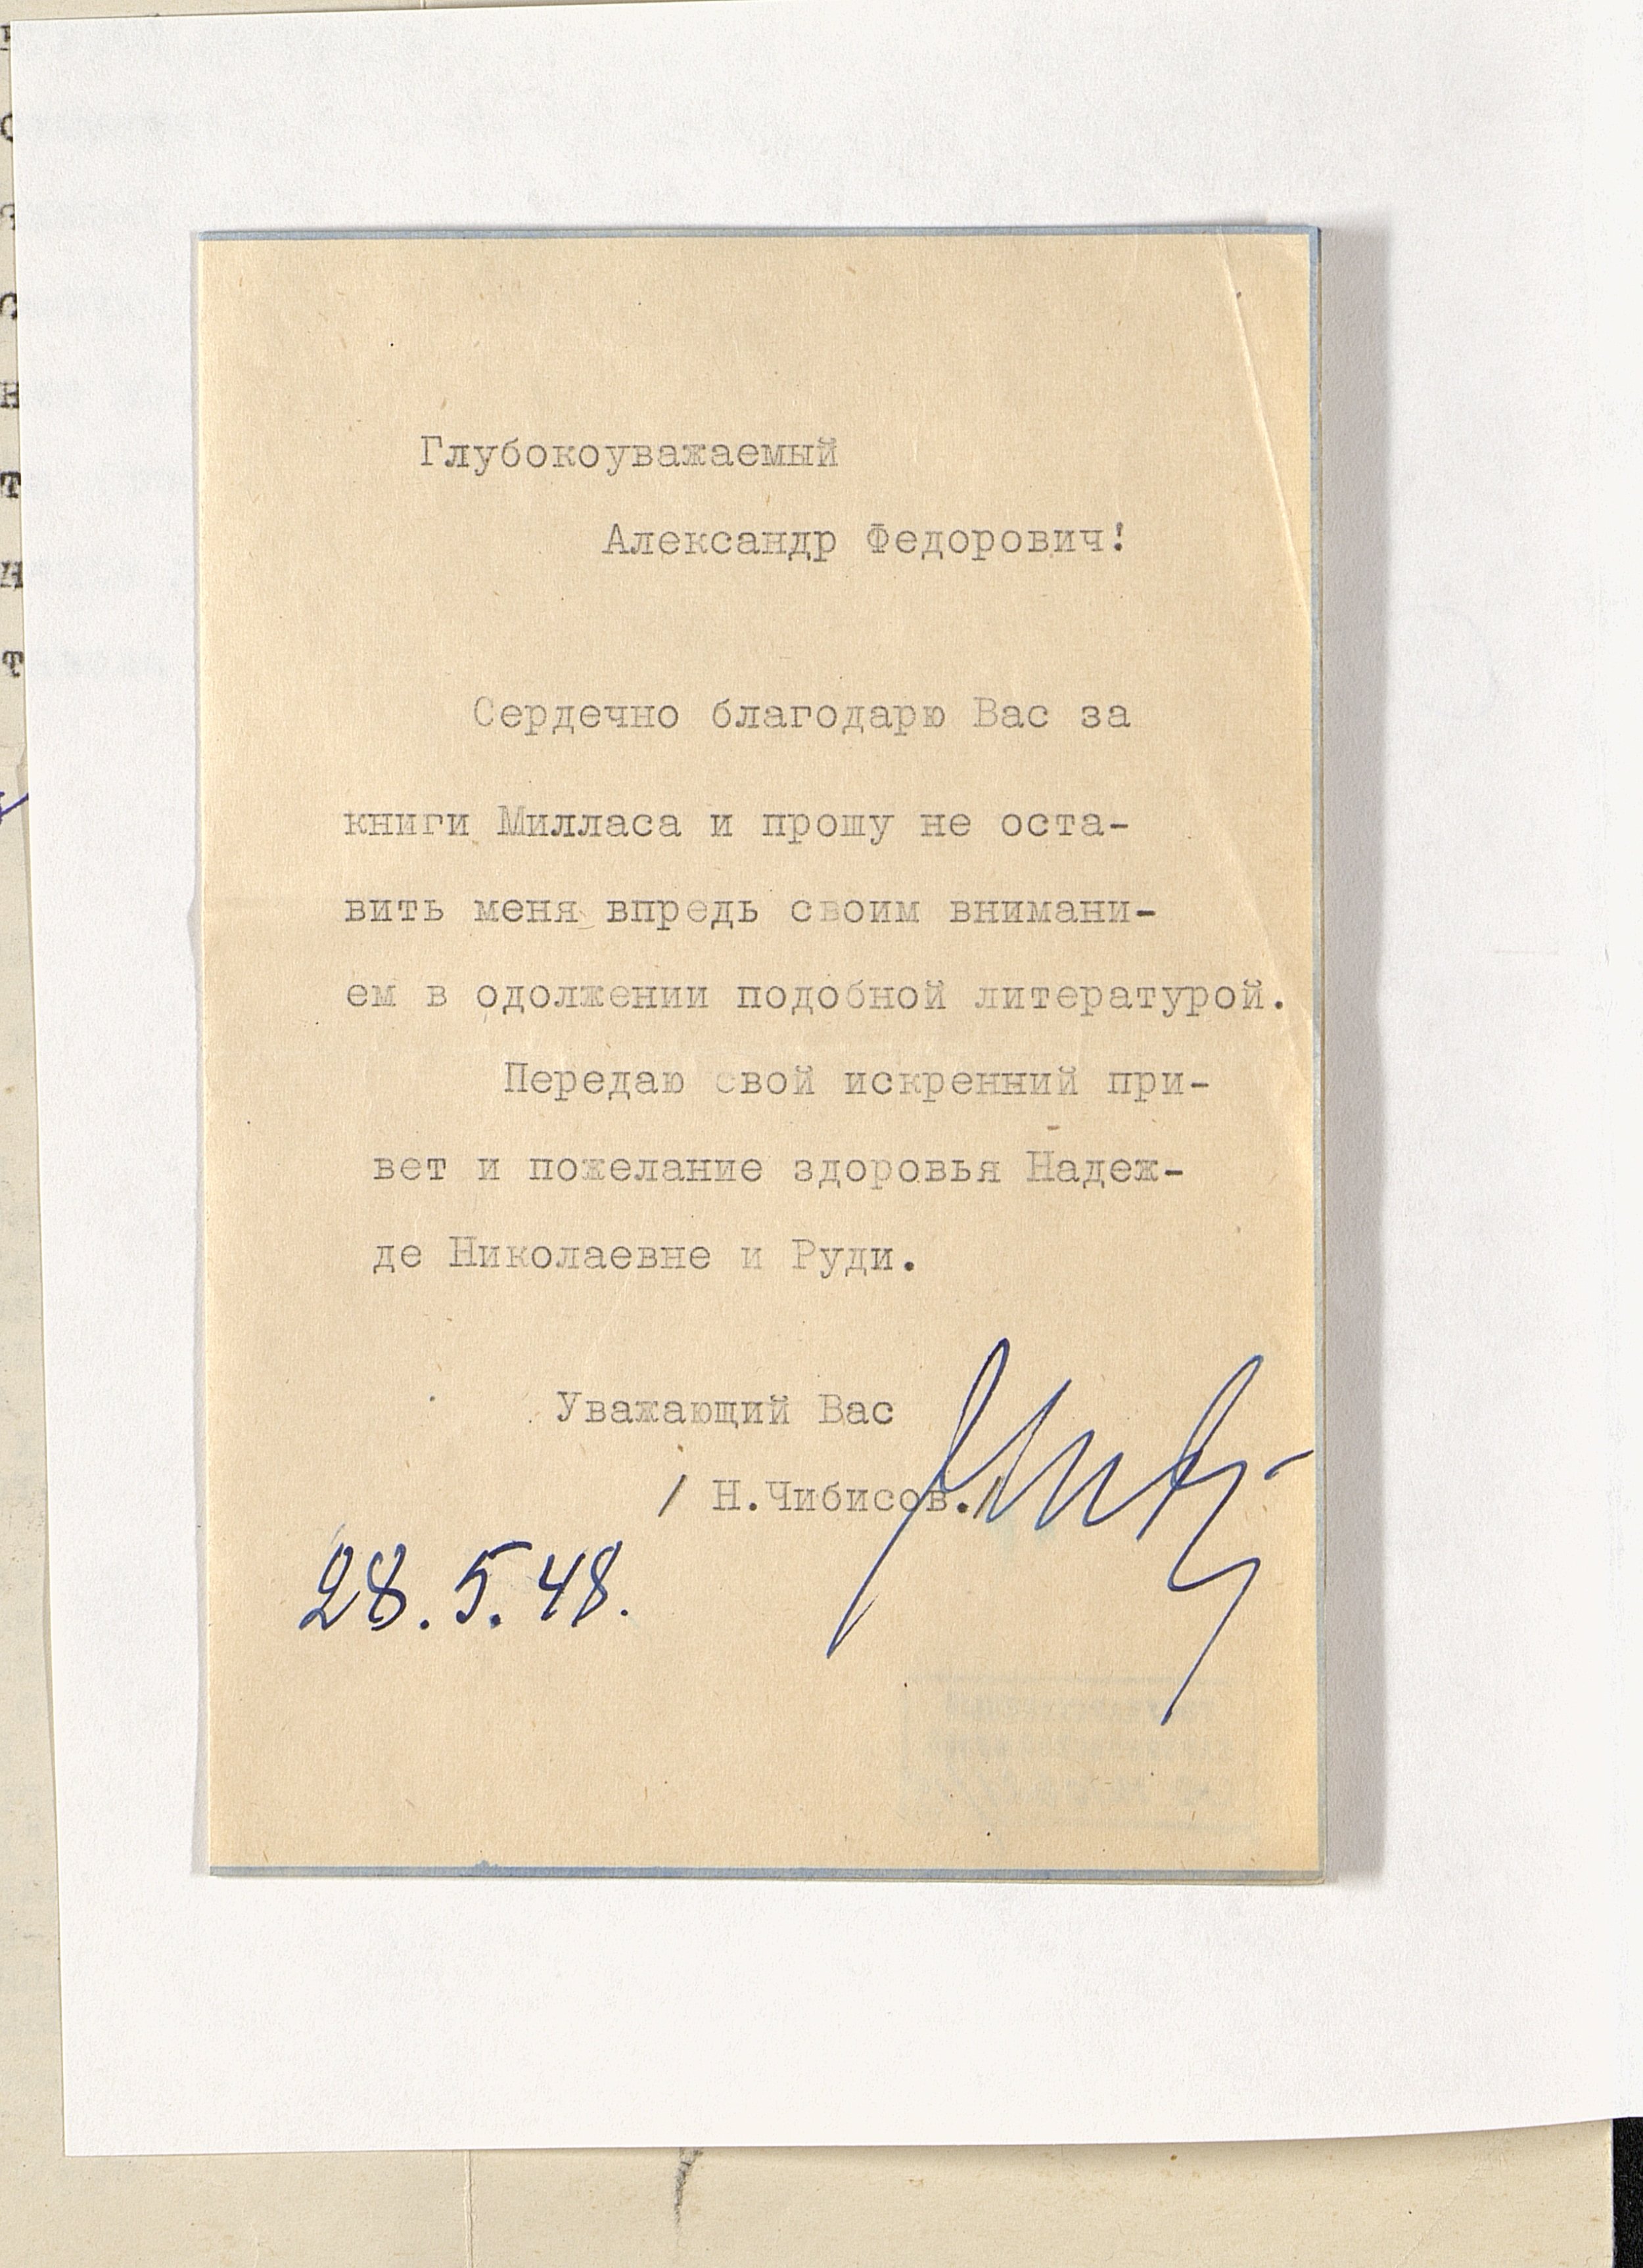 Глубокоуважаемый
Александр Федорович!
Сердечно благодарю Вас за
книги Милласа и прошу не оста-
вить меня впредь своим внимани-
ем в одолжении подобной литературой.
Передаю свой искренний при-
вет и пожелание здоровья Надеж-
де Николаевне и Руди.
Уважающий Вас
/ Н.Чибисов./
28.5.48.